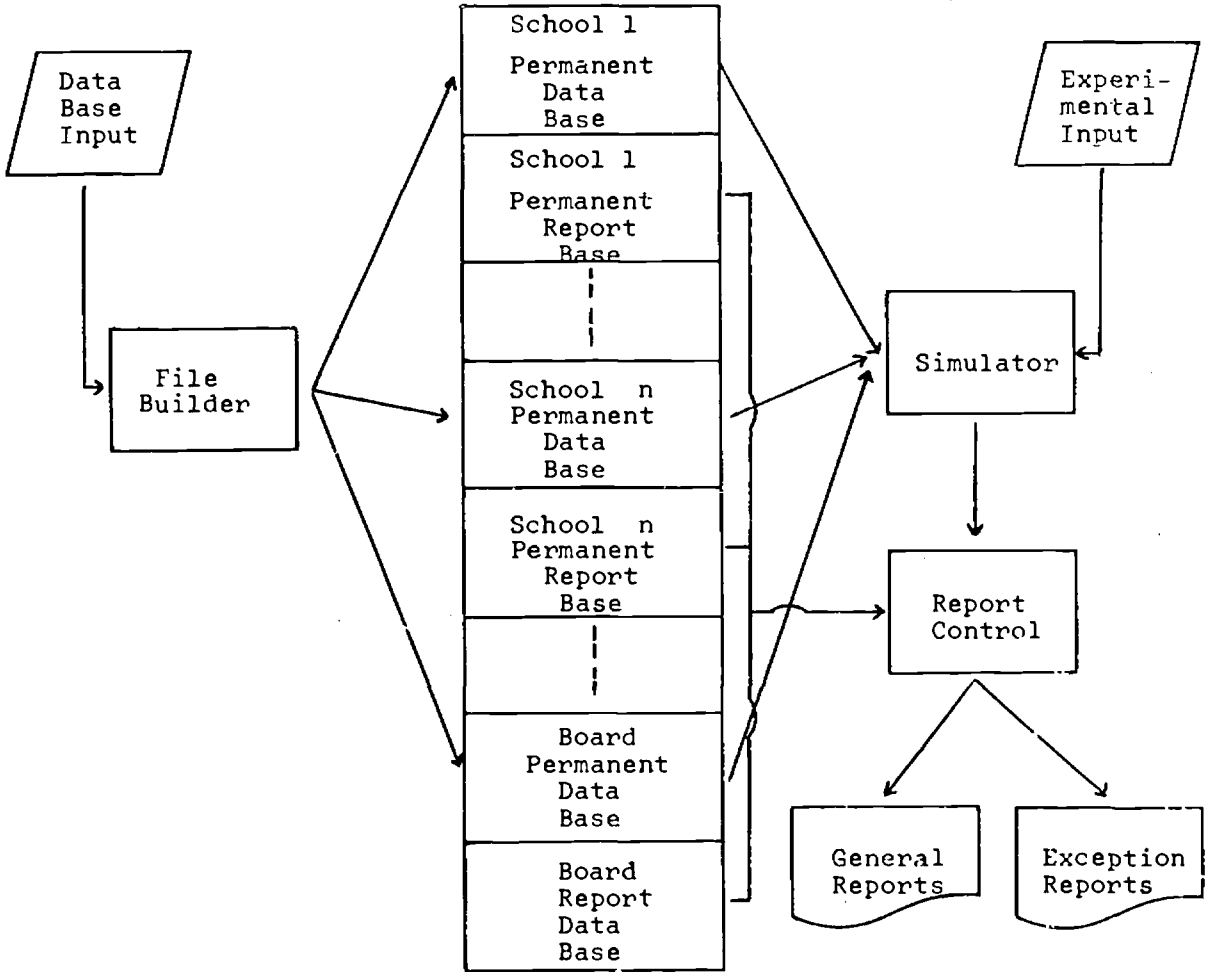 Data
Base
Input
File
Builder
School 1
Permanent
Data
Base
School 1
Permanent
Report
Base
School n
Permanent
Data
Base
School n
Permanent
Report
Base
Board
Permanent
Data
Base
Board
Report
Data
Base
Experi-
mental
Input
Simulator
Report
Control
General
Reports
Exception
Reports